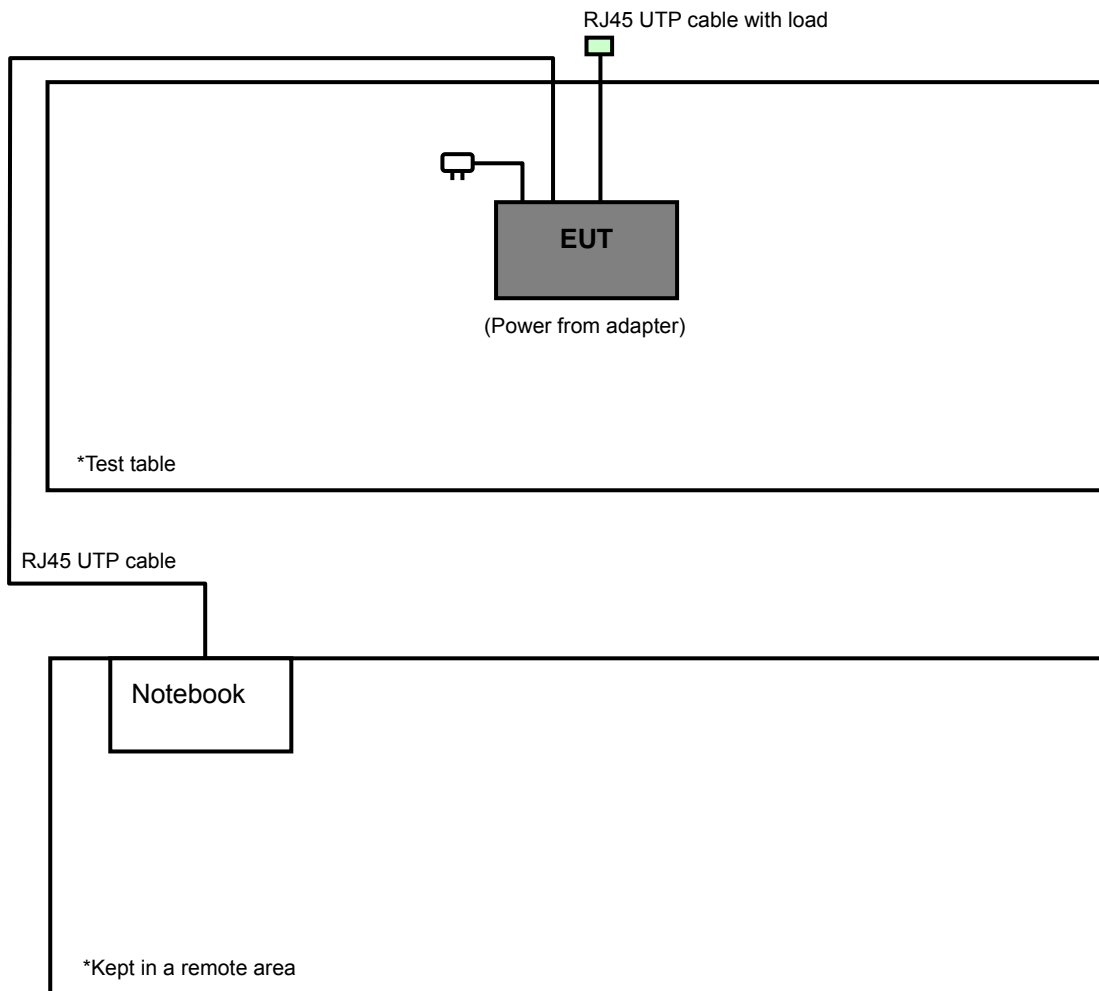 RJ45 UTP cable with load
EUT
(Power from adapter)
*Test table
RJ45 UTP cable
Notebook
*Kept in a remote area